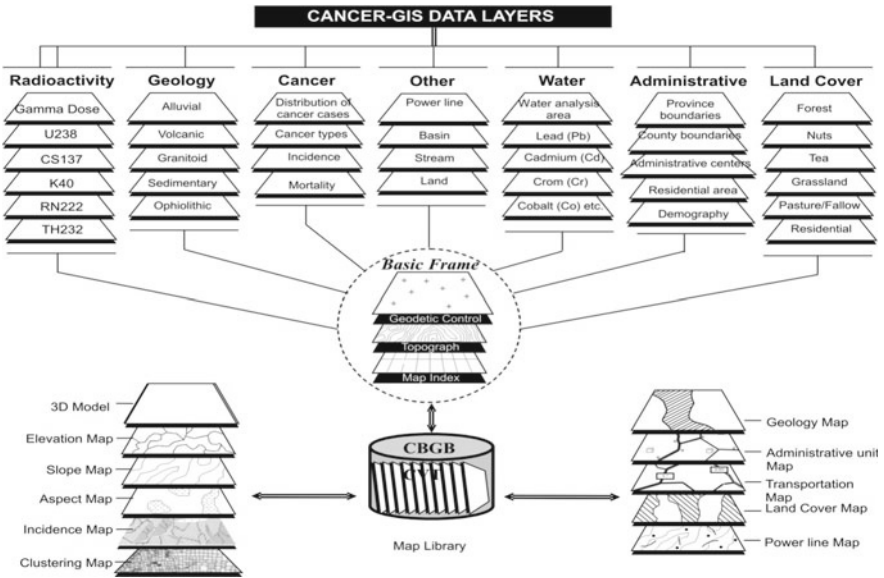 CANCER-GIS DATA LAYERS
Radioactivity
Gamma Dose
U238
CS137
K40
RN222
TH232
Geology
Alluvial
Volcanic
Granitoid
Sedimentary
Ophiolithic
Cancer
Distribution of
cancer cases
Cancer types
Incidence
Mortality
Other
Power line
Basin
Stream
Land
Water
Water analysis
area
Lead (Pb)
Cadmium (Cd)
Crom (Cr)
Cobalt (Co) etc.
Administrative
Province
boundaries
County boundaries
Administrative centers
Residential area
Demography
Land Cover
Forest
Nuts
Tea
Grassland
Pasture/Fallow
Residential
Basic Frame
Geodetic Control
Topograph
Map Index
3D Model
Elevation Map
Slope Map
Aspect Map
Incidence Map
Clustering Map
CBGB
CVT
Map Library
Geology Map
Administrative unit
Map
Transportation
Map
Land Cover Map
Power line Map